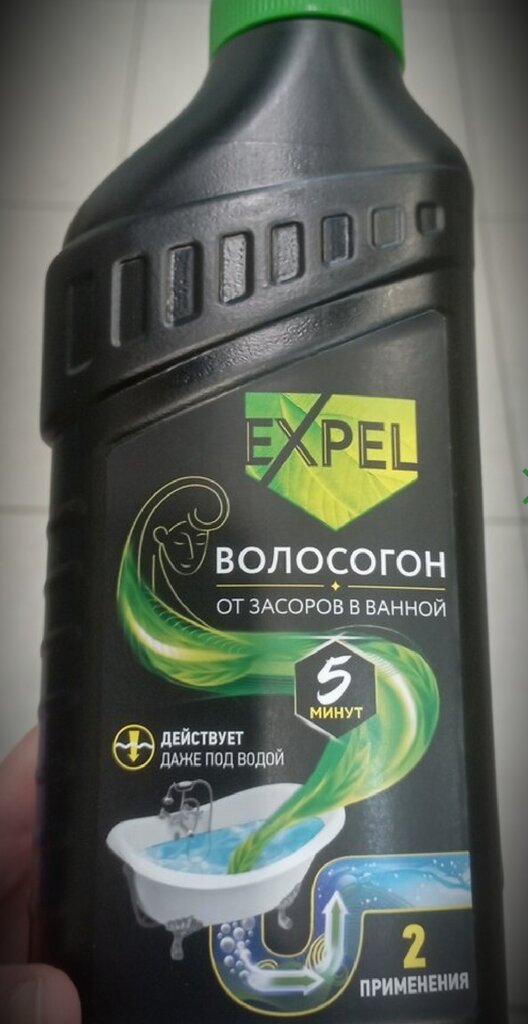 EXPEL
ВОЛОСОГОН
ОТ ЗАСОРОВ В ВАННОЙ
5
МИНУТ
ДЕЙСТВУЕТ
ДАЖЕ ПОД ВОДОЙ
2
ПРИМЕНЕНИЯ